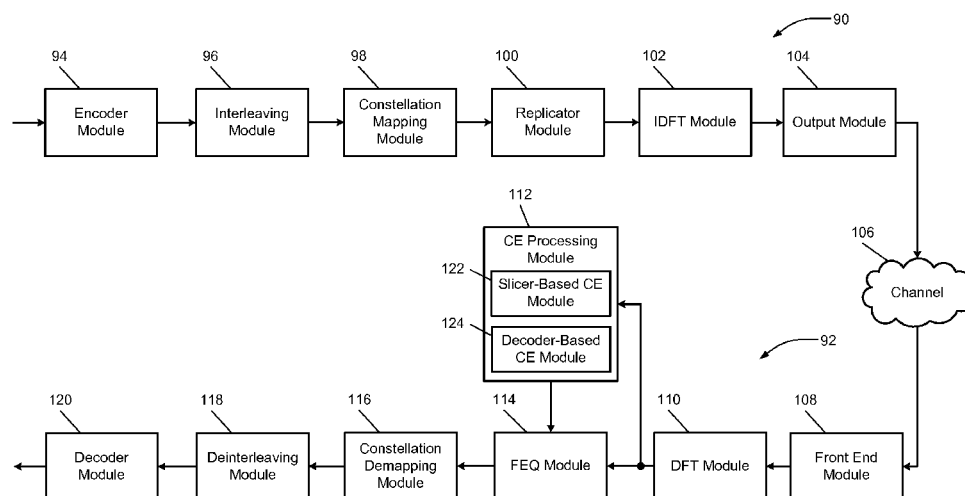 90
94
96
98
100
102
104
Encoder
Module
Interleaving
Module
Constellation
Mapping
Module
Replicator
Module
IDFT Module
Output Module
112
CE Processing
Module
122
Slicer-Based CE
Module
124
Decoder-Based
CE Module
106
Channel
92
120
118
116
114
110
108
Decoder
Module
Deinterleaving
Module
Constellation
Demapping
Module
FEQ Module
DFT Module
Front End
Module